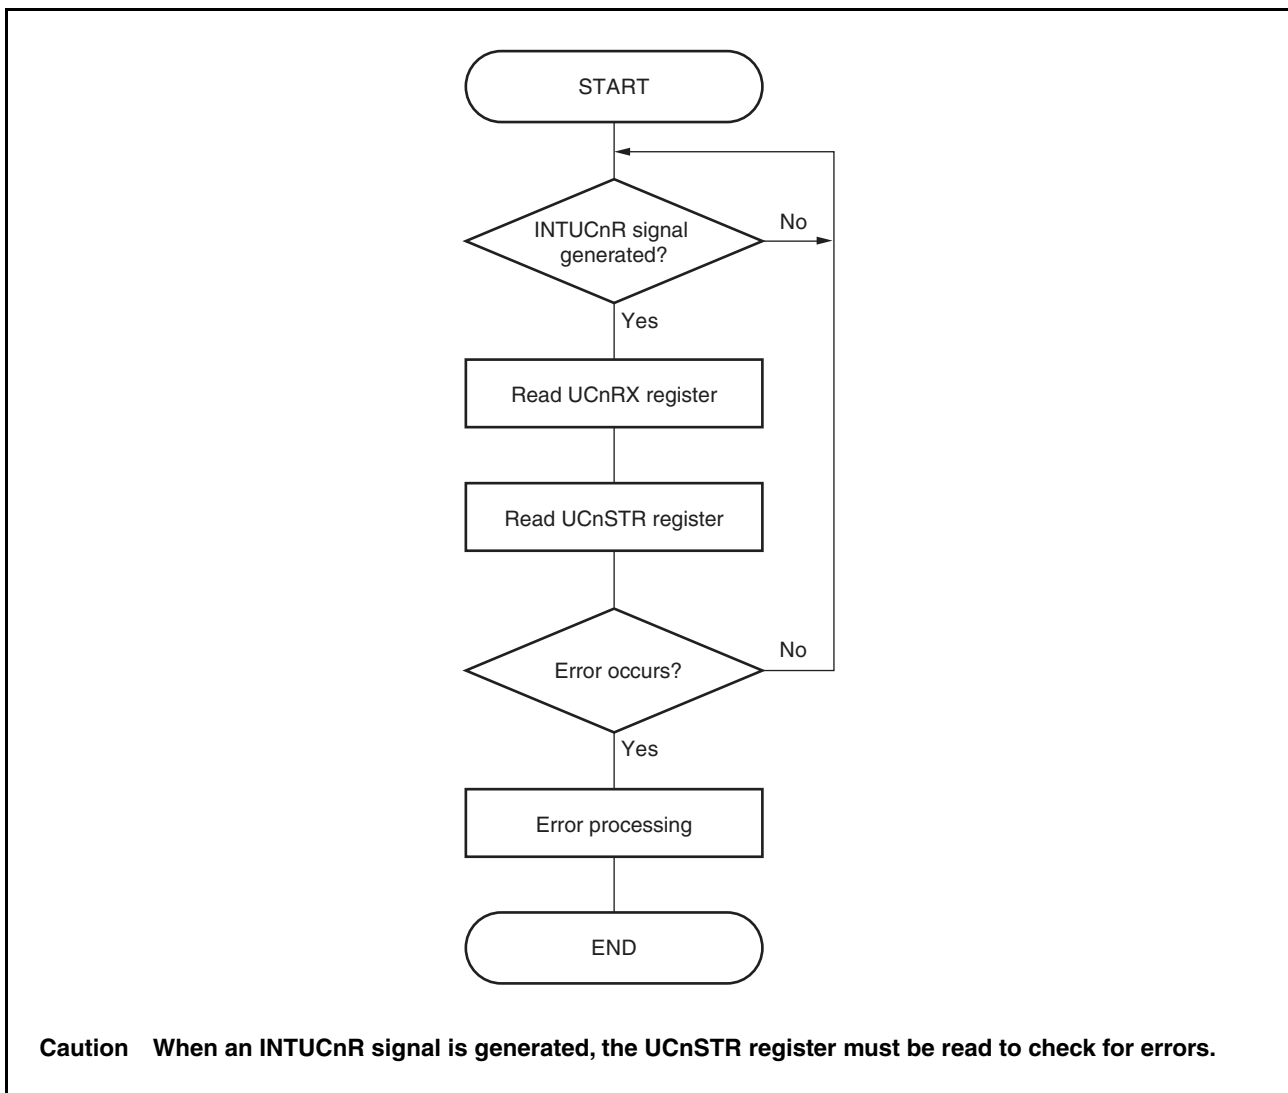 START
INTUCnR signal
generated?
No
Yes
Read UCnRX register
Read UCnSTR register
Error occurs?
No
Yes
Error processing
END
Caution When an INTUCnR signal is generated, the UCnSTR register must be read to check for errors.